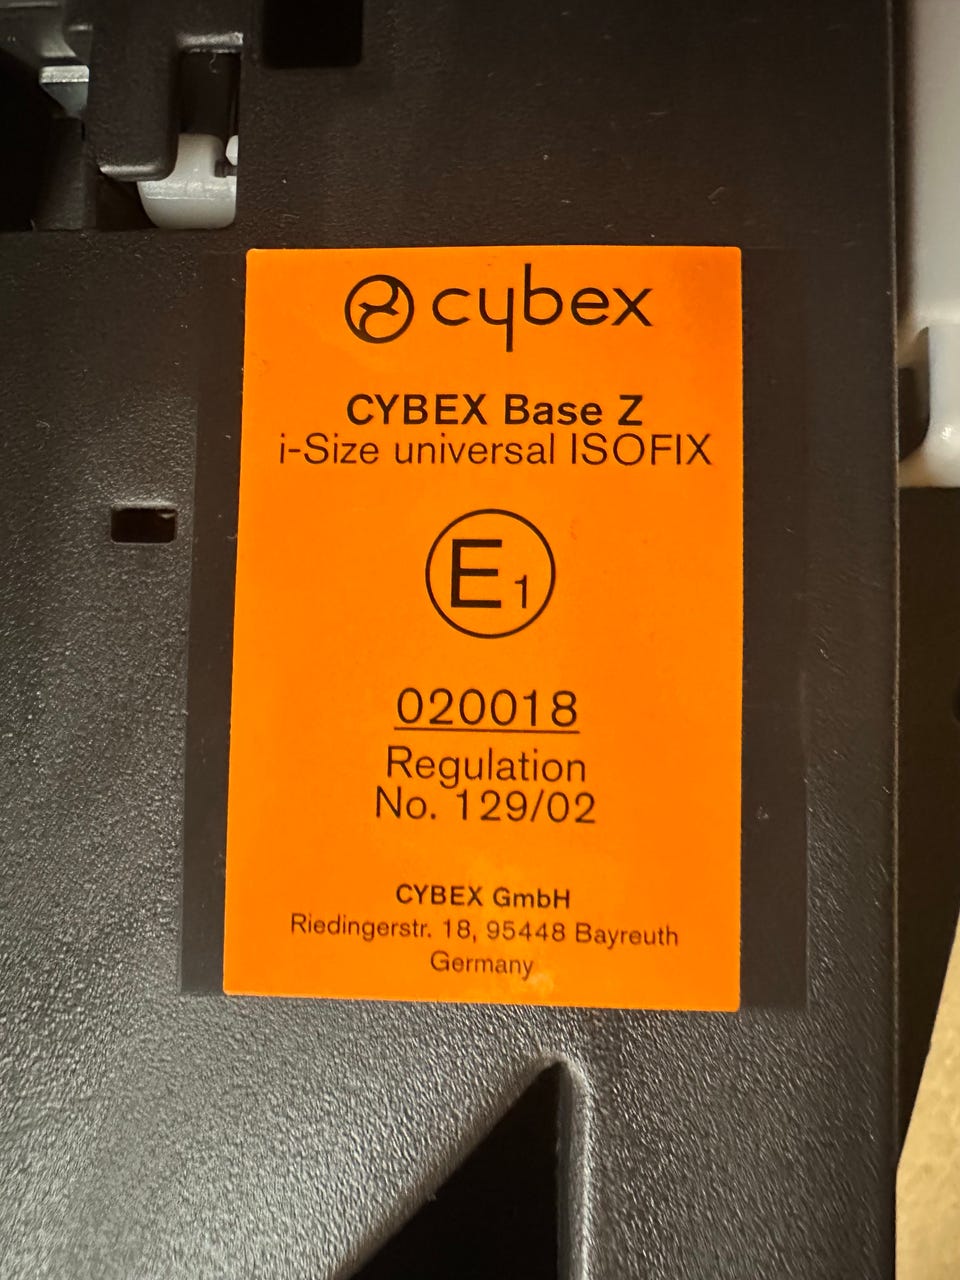 cybex
CYBEX Base Z
i-Size universal ISOFIX
E1
020018
Regulation
No. 129/02
CYBEX GmbH
Riedingerstr. 18, 95448 Bayreuth
Germany